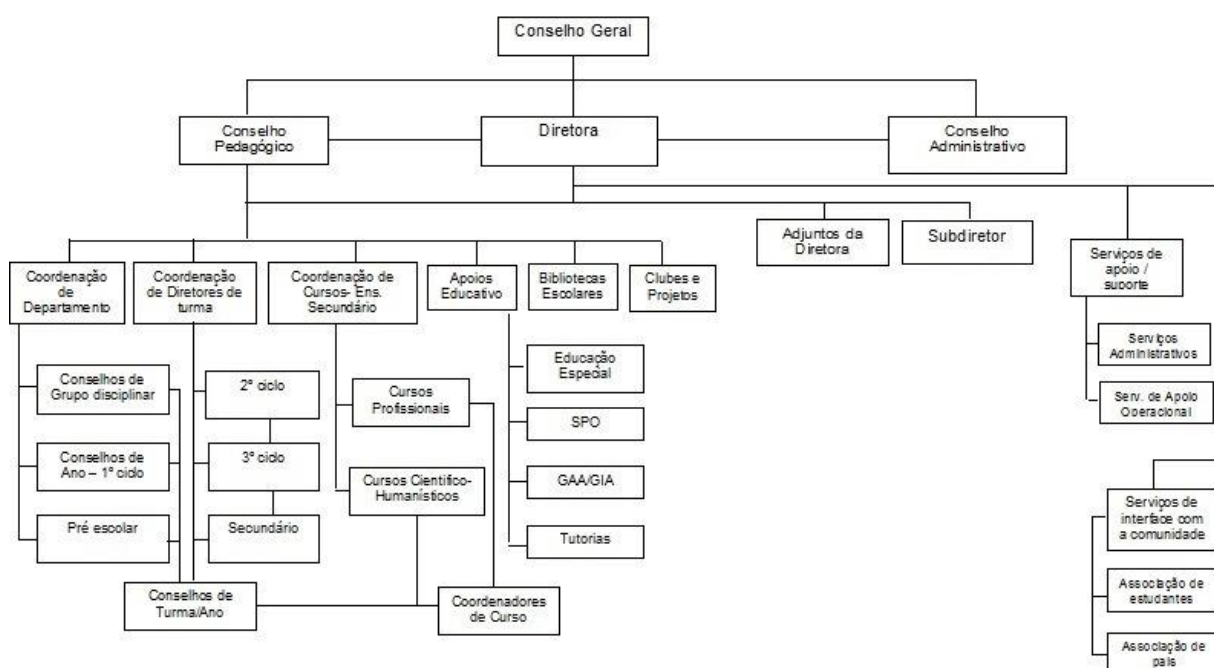 Conselho Geral
Conselho
Pedagógico
Diretora
Conselho
Administrativo
Adjuntos da
Diretora
Subdiretor
Serviços de
apoio /
suporte
Coordenação
de
Departamento
Coordenação
de Diretores de
turma
Coordenação de
Cursos- Ens.
Secundário
Apoios
Educativo
Bibliotecas
Escolares
Clubes e
Projetos
Serviços
Administrativos
Serv. de Apoio
Operacional
Conselhos de
Grupo disciplinar
Conselhos de
Ano – 1º ciclo
Pré escolar
2º ciclo
3º ciclo
Secundário
Cursos
Profissionais
Cursos Cientifico-
Humanísticos
Educação
Especial
SPO
GAA/GIA
Tutorias
Conselhos de
Turma/Ano
Coordenadores
de Curso
Serviços de
interface com
a comunidade
Associação de
estudantes
Associação de
pais